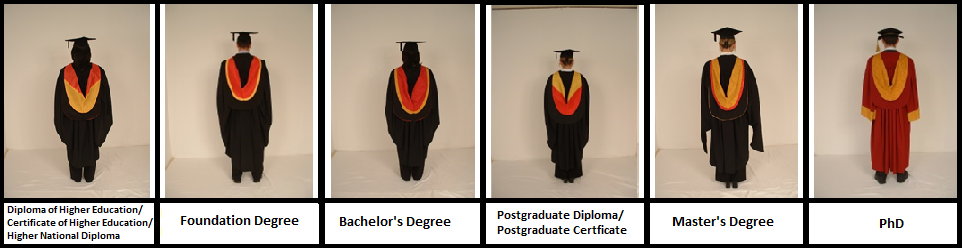 Diploma of Higher Education/
Certificate of Higher Education/
Higher National Diploma
Foundation Degree
Bachelor's Degree
Postgraduate Diploma/
Postgraduate Certficate
Master's Degree
PhD